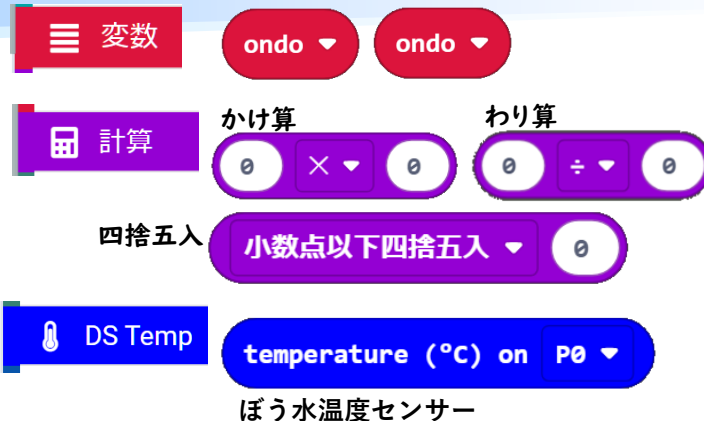 変数 ondo ondo
かけ算 わり算
計算 0 × 0 0 ÷ 0
四捨五入 小数点以下四捨五入 0
DS Temp temperature (°C) on P0
ぼう水温度センサー